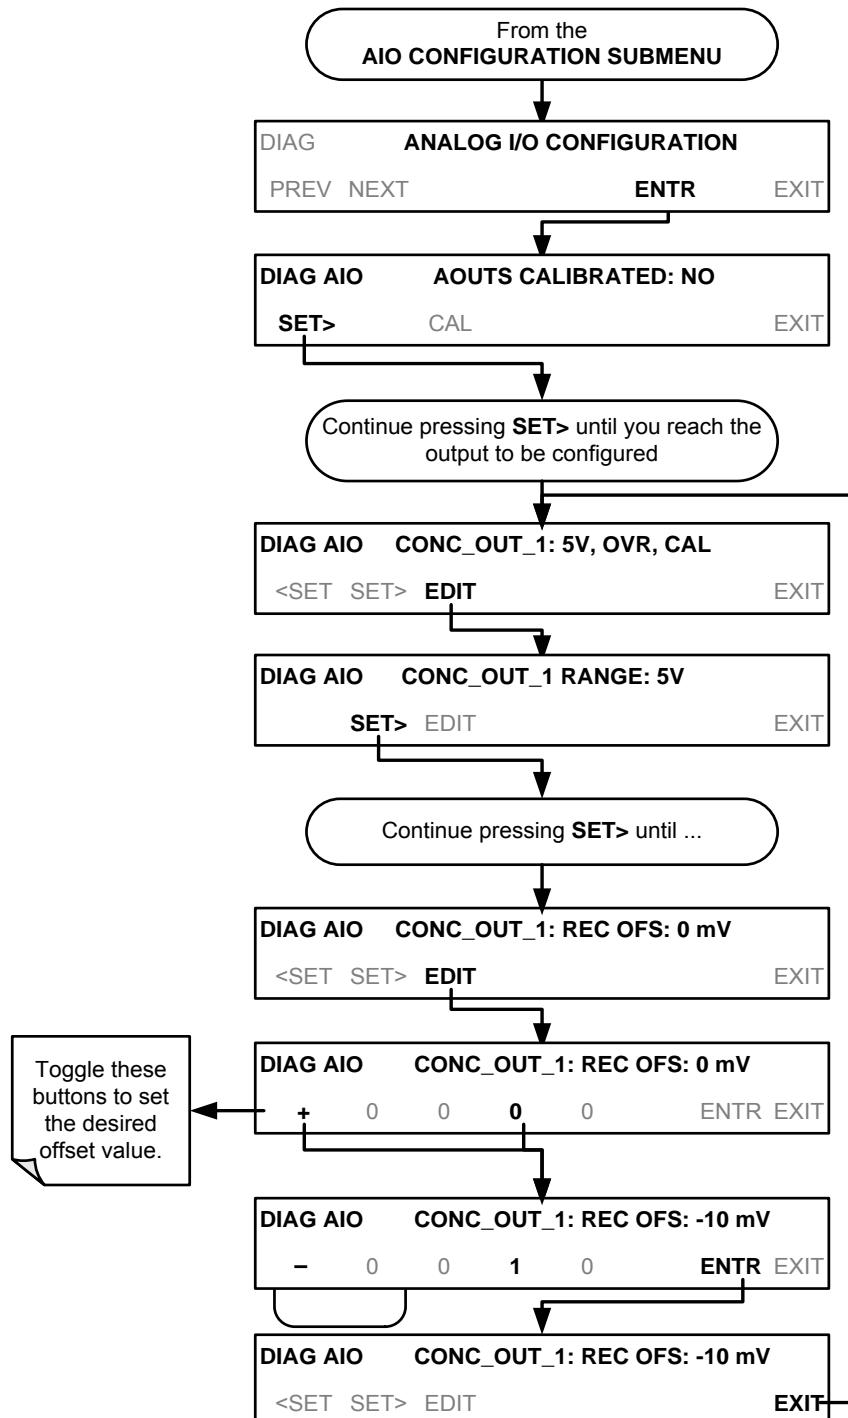 From the
AIO CONFIGURATION SUBMENU
DIAG ANALOG I/O CONFIGURATION
PREV NEXT ENTR EXIT
DIAG AIO AOUTS CALIBRATED: NO
SET> CAL EXIT
Continue pressing SET> until you reach the
output to be configured
DIAG AIO CONC_OUT_1: 5V, OVR, CAL
<SET SET> EDIT EXIT
DIAG AIO CONC_OUT_1 RANGE: 5V
SET> EDIT EXIT
Continue pressing SET> until ...
DIAG AIO CONC_OUT_1: REC OFS: 0 mV
<SET SET> EDIT EXIT
Toggle these
buttons to set
the desired
offset value.
DIAG AIO CONC_OUT_1: REC OFS: 0 mV
+ 0 0 0 0 ENTR EXIT
DIAG AIO CONC_OUT_1: REC OFS: -10 mV
– 0 0 1 0 ENTR EXIT
DIAG AIO CONC_OUT_1: REC OFS: -10 mV
<SET SET> EDIT EXIT